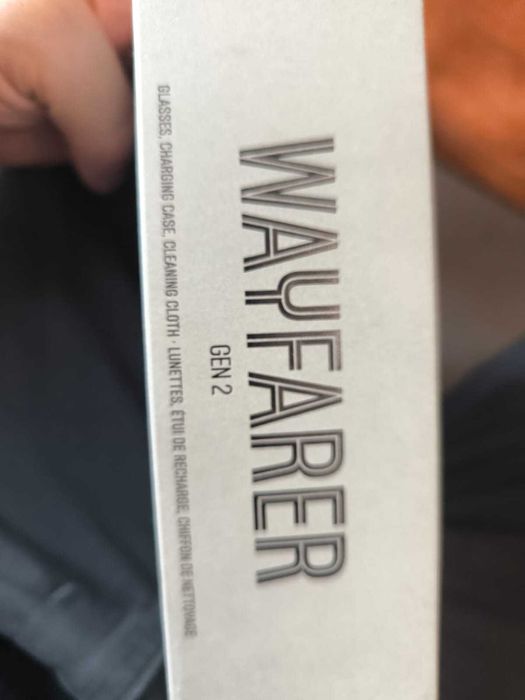 WAYFARER
GEN 2
GLASSES, CHARGING CASE, CLEANING CLOTH · LUNETTES, ÉTUI DE RECHARGE, CHIFFON DE NETTOYAGE